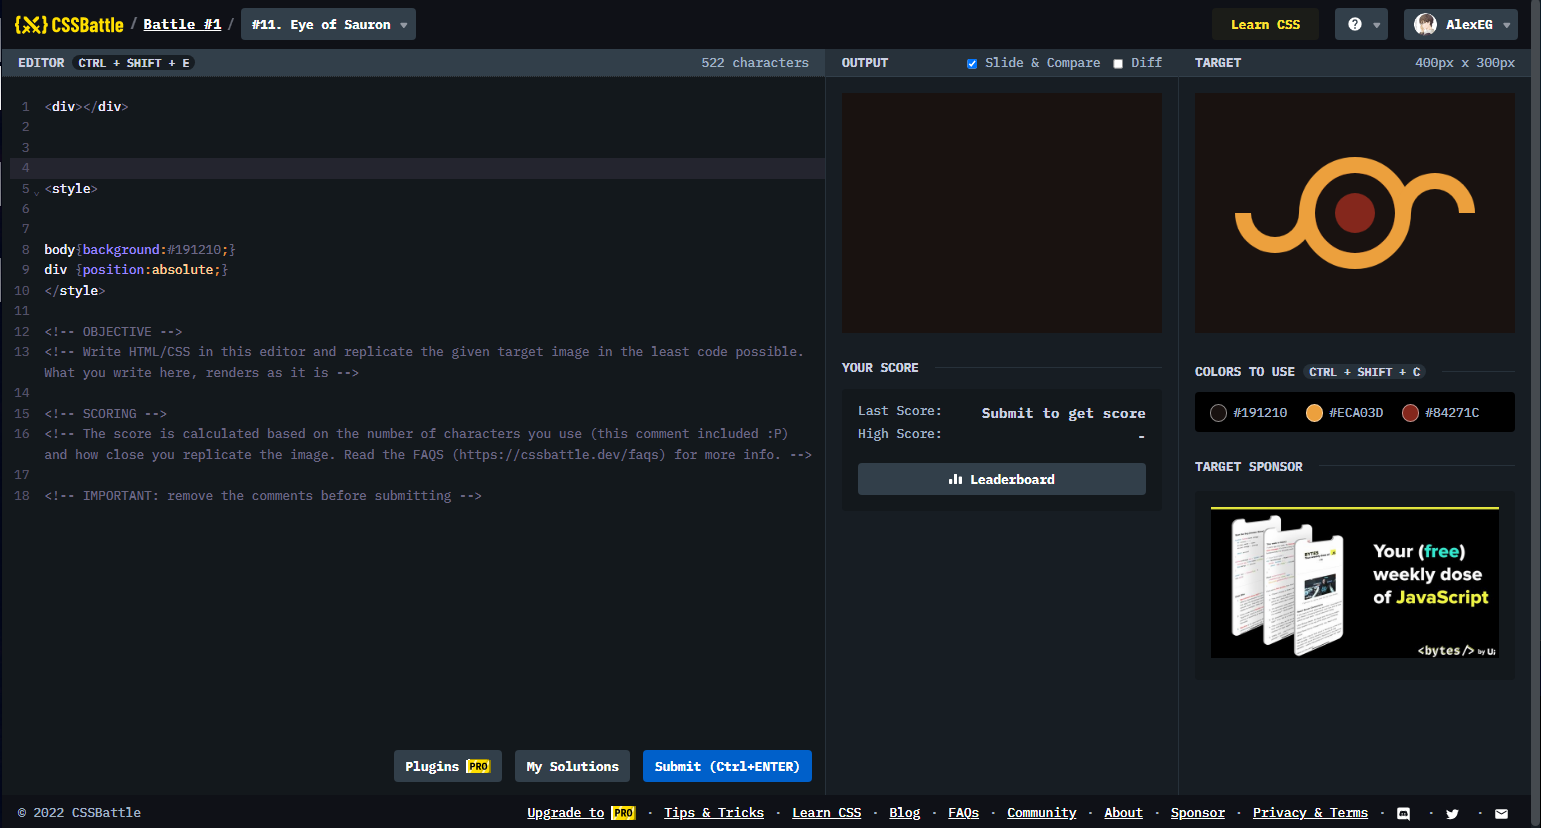 {X} CSSBattle / Battle #1 / #11. Eye of Sauron
Learn CSS
?
AlexEG
EDITOR CTRL + SHIFT + E
522 characters
OUTPUT
Slide & Compare
Diff
TARGET
400px x 300px
1 <div></div>
2
3
4
5 <style>
6
7
8 body{background:#191210;}
9 div {position:absolute;}
10 </style>
11
12 <!-- OBJECTIVE -->
13 <!-- Write HTML/CSS in this editor and replicate the given target image in the least code possible.
What you write here, renders as it is -->
14
15 <!-- SCORING -->
16 <!-- The score is calculated based on the number of characters you use (this comment included :P)
and how close you replicate the image. Read the FAQS (https://cssbattle.dev/faqs) for more info. -->
17
18 <!-- IMPORTANT: remove the comments before submitting -->
Plugins PRO
My Solutions
Submit (Ctrl+ENTER)
YOUR SCORE
Last Score: Submit to get score
High Score: -
Leaderboard
COLORS TO USE CTRL + SHIFT + C
#191210 #ECA03D #84271C
TARGET SPONSOR
BYTES
Your (free)
weekly dose
of JavaScript
<bytes/> by ui
© 2022 CSSBattle
Upgrade to PRO · Tips & Tricks · Learn CSS · Blog · FAQs · Community · About · Sponsor · Privacy & Terms · · ·